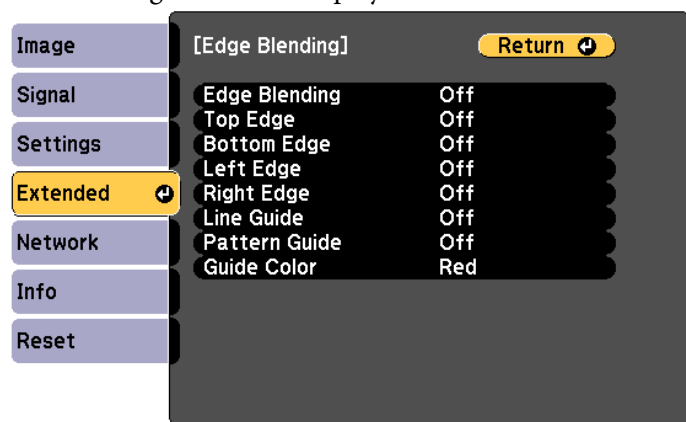 Image
Signal
Settings
Extended
Network
Info
Reset
[Edge Blending] Return
Edge Blending Off
Top Edge Off
Bottom Edge Off
Left Edge Off
Right Edge Off
Line Guide Off
Pattern Guide Off
Guide Color Red